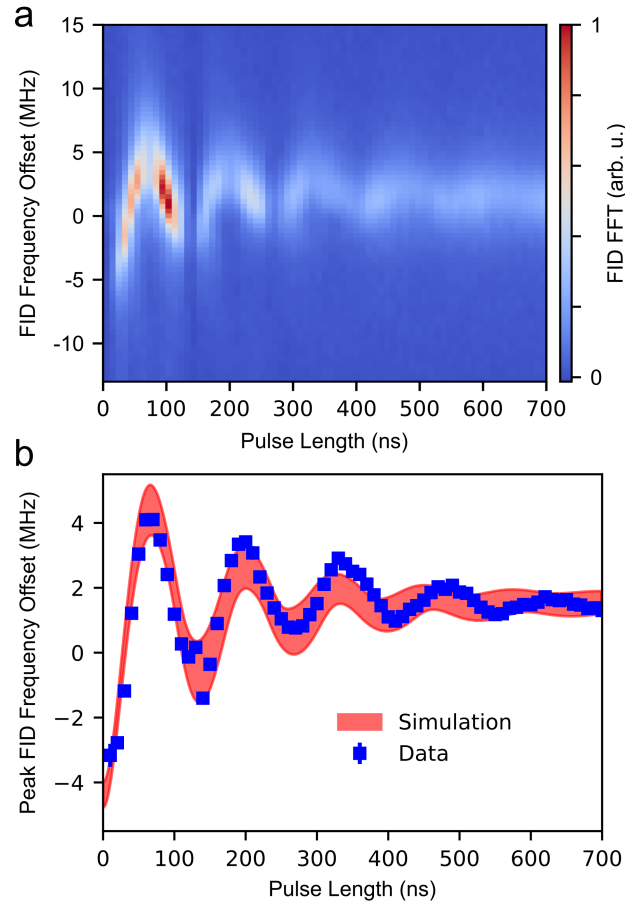 a
15
10
5
0
-5
-10
FID Frequency Offset (MHz)
0 100 200 300 400 500 600 700
Pulse Length (ns)
1
0
FID FFT (arb. u.)
b
4
2
0
−2
−4
Peak FID Frequency Offset (MHz)
Simulation
Data
0 100 200 300 400 500 600 700
Pulse Length (ns)